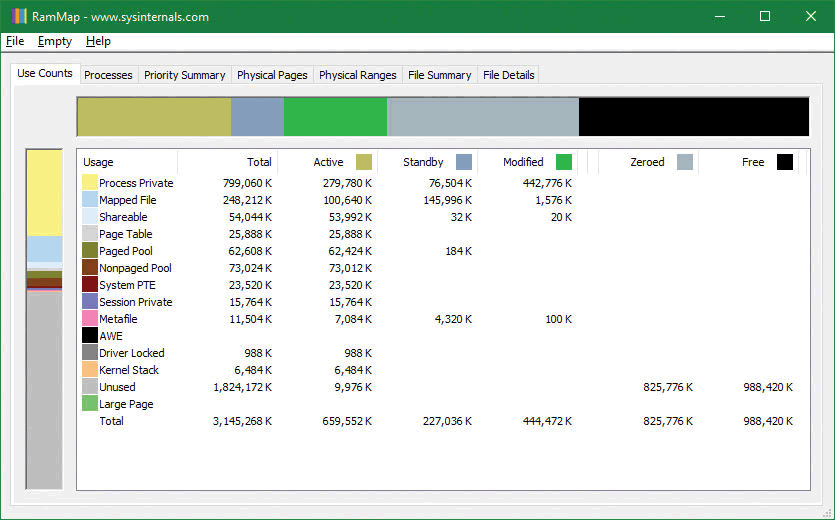 RamMap - www.sysinternals.com
File Empty Help
Use Counts Processes Priority Summary Physical Pages Physical Ranges File Summary File Details
Usage Total Active Standby Modified Zeroed Free
Process Private 799,060 K 279,780 K 76,504 K 442,776 K
Mapped File 248,212 K 100,640 K 145,996 K 1,576 K
Shareable 54,044 K 53,992 K 32 K 20 K
Page Table 25,888 K 25,888 K
Paged Pool 62,608 K 62,424 K 184 K
Nonpaged Pool 73,024 K 73,012 K
System PTE 23,520 K 23,520 K
Session Private 15,764 K 15,764 K
Metafile 11,504 K 7,084 K 4,320 K 100 K
AWE
Driver Locked 988 K 988 K
Kernel Stack 6,484 K 6,484 K
Unused 1,824,172 K 9,976 K 825,776 K 988,420 K
Large Page
Total 3,145,268 K 659,552 K 227,036 K 444,472 K 825,776 K 988,420 K